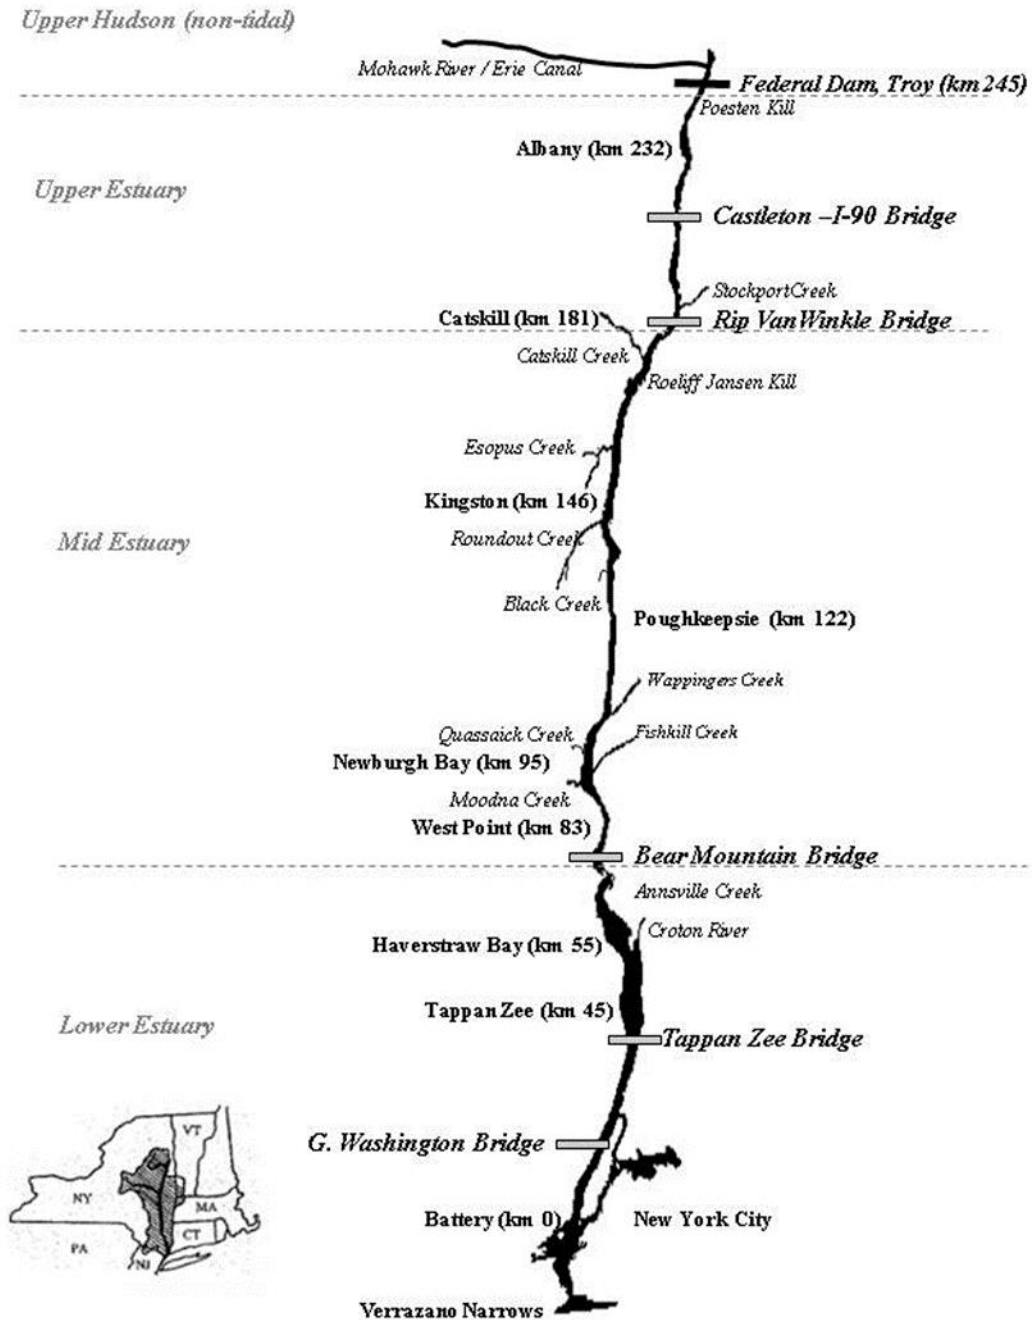 Upper Hudson (non-tidal)
Mohawk River / Erie Canal
Federal Dam, Troy (km 245)
Poesten Kill
Albany (km 232)
Upper Estuary
Castleton –I-90 Bridge
Stockport Creek
Catskill (km 181)
Rip VanWinkle Bridge
Catskill Creek
Roeliff Jansen Kill
Esopus Creek
Kingston (km 146)
Roundout Creek
Mid Estuary
Black Creek
Poughkeepsie (km 122)
Wappingers Creek
Quassaick Creek
Fishkill Creek
Newburgh Bay (km 95)
Moodna Creek
West Point (km 83)
Bear Mountain Bridge
Annsville Creek
Croton River
Haverstraw Bay (km 55)
Tappan Zee (km 45)
Lower Estuary
Tappan Zee Bridge
G. Washington Bridge
VT
NY
MA
CT
PA
NJ
Battery (km 0)
New York City
Verrazano Narrows